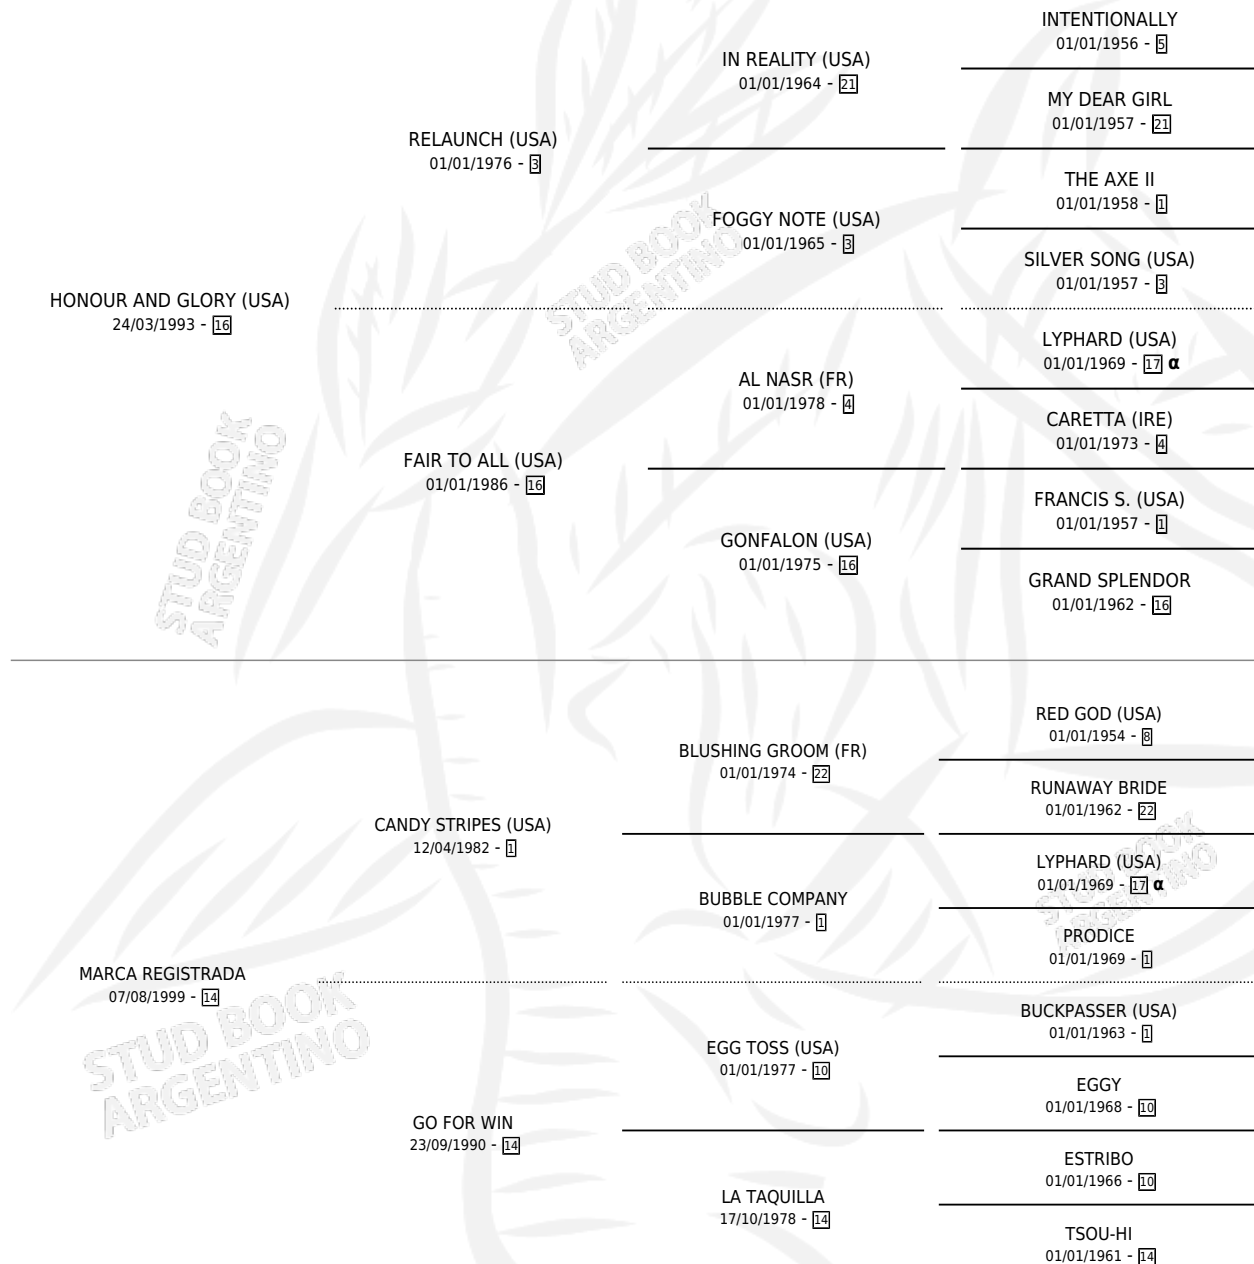 INTENTIONALLY
01/01/1956 - 5
IN REALITY (USA)
01/01/1964 - 21
MY DEAR GIRL
01/01/1957 - 21
RELAUNCH (USA)
01/01/1976 - 3
THE AXE II
01/01/1958 - 1
FOGGY NOTE (USA)
01/01/1965 - 3
SILVER SONG (USA)
01/01/1957 - 3
HONOUR AND GLORY (USA)
24/03/1993 - 16
LYPHARD (USA)
01/01/1969 - 17 α
AL NASR (FR)
01/01/1978 - 4
CARETTA (IRE)
01/01/1973 - 4
FAIR TO ALL (USA)
01/01/1986 - 16
FRANCIS S. (USA)
01/01/1957 - 1
GONFALON (USA)
01/01/1975 - 16
GRAND SPLENDOR
01/01/1962 - 16
RED GOD (USA)
01/01/1954 - 8
BLUSHING GROOM (FR)
01/01/1974 - 22
RUNAWAY BRIDE
01/01/1962 - 22
CANDY STRIPES (USA)
12/04/1982 - 1
LYPHARD (USA)
01/01/1969 - 17 α
BUBBLE COMPANY
01/01/1977 - 1
PRODICE
01/01/1969 - 1
MARCA REGISTRADA
07/08/1999 - 14
BUCKPASSER (USA)
01/01/1963 - 1
EGG TOSS (USA)
01/01/1977 - 10
EGGY
01/01/1968 - 10
GO FOR WIN
23/09/1990 - 14
ESTRIBO
01/01/1966 - 10
LA TAQUILLA
17/10/1978 - 14
TSOU-HI
01/01/1961 - 14
STUD BOOK
ARGENTINO
STUD BOOK
ARGENTINO
STUD BOOK
ARGENTINO
STUD BOOK
ARGENTINO